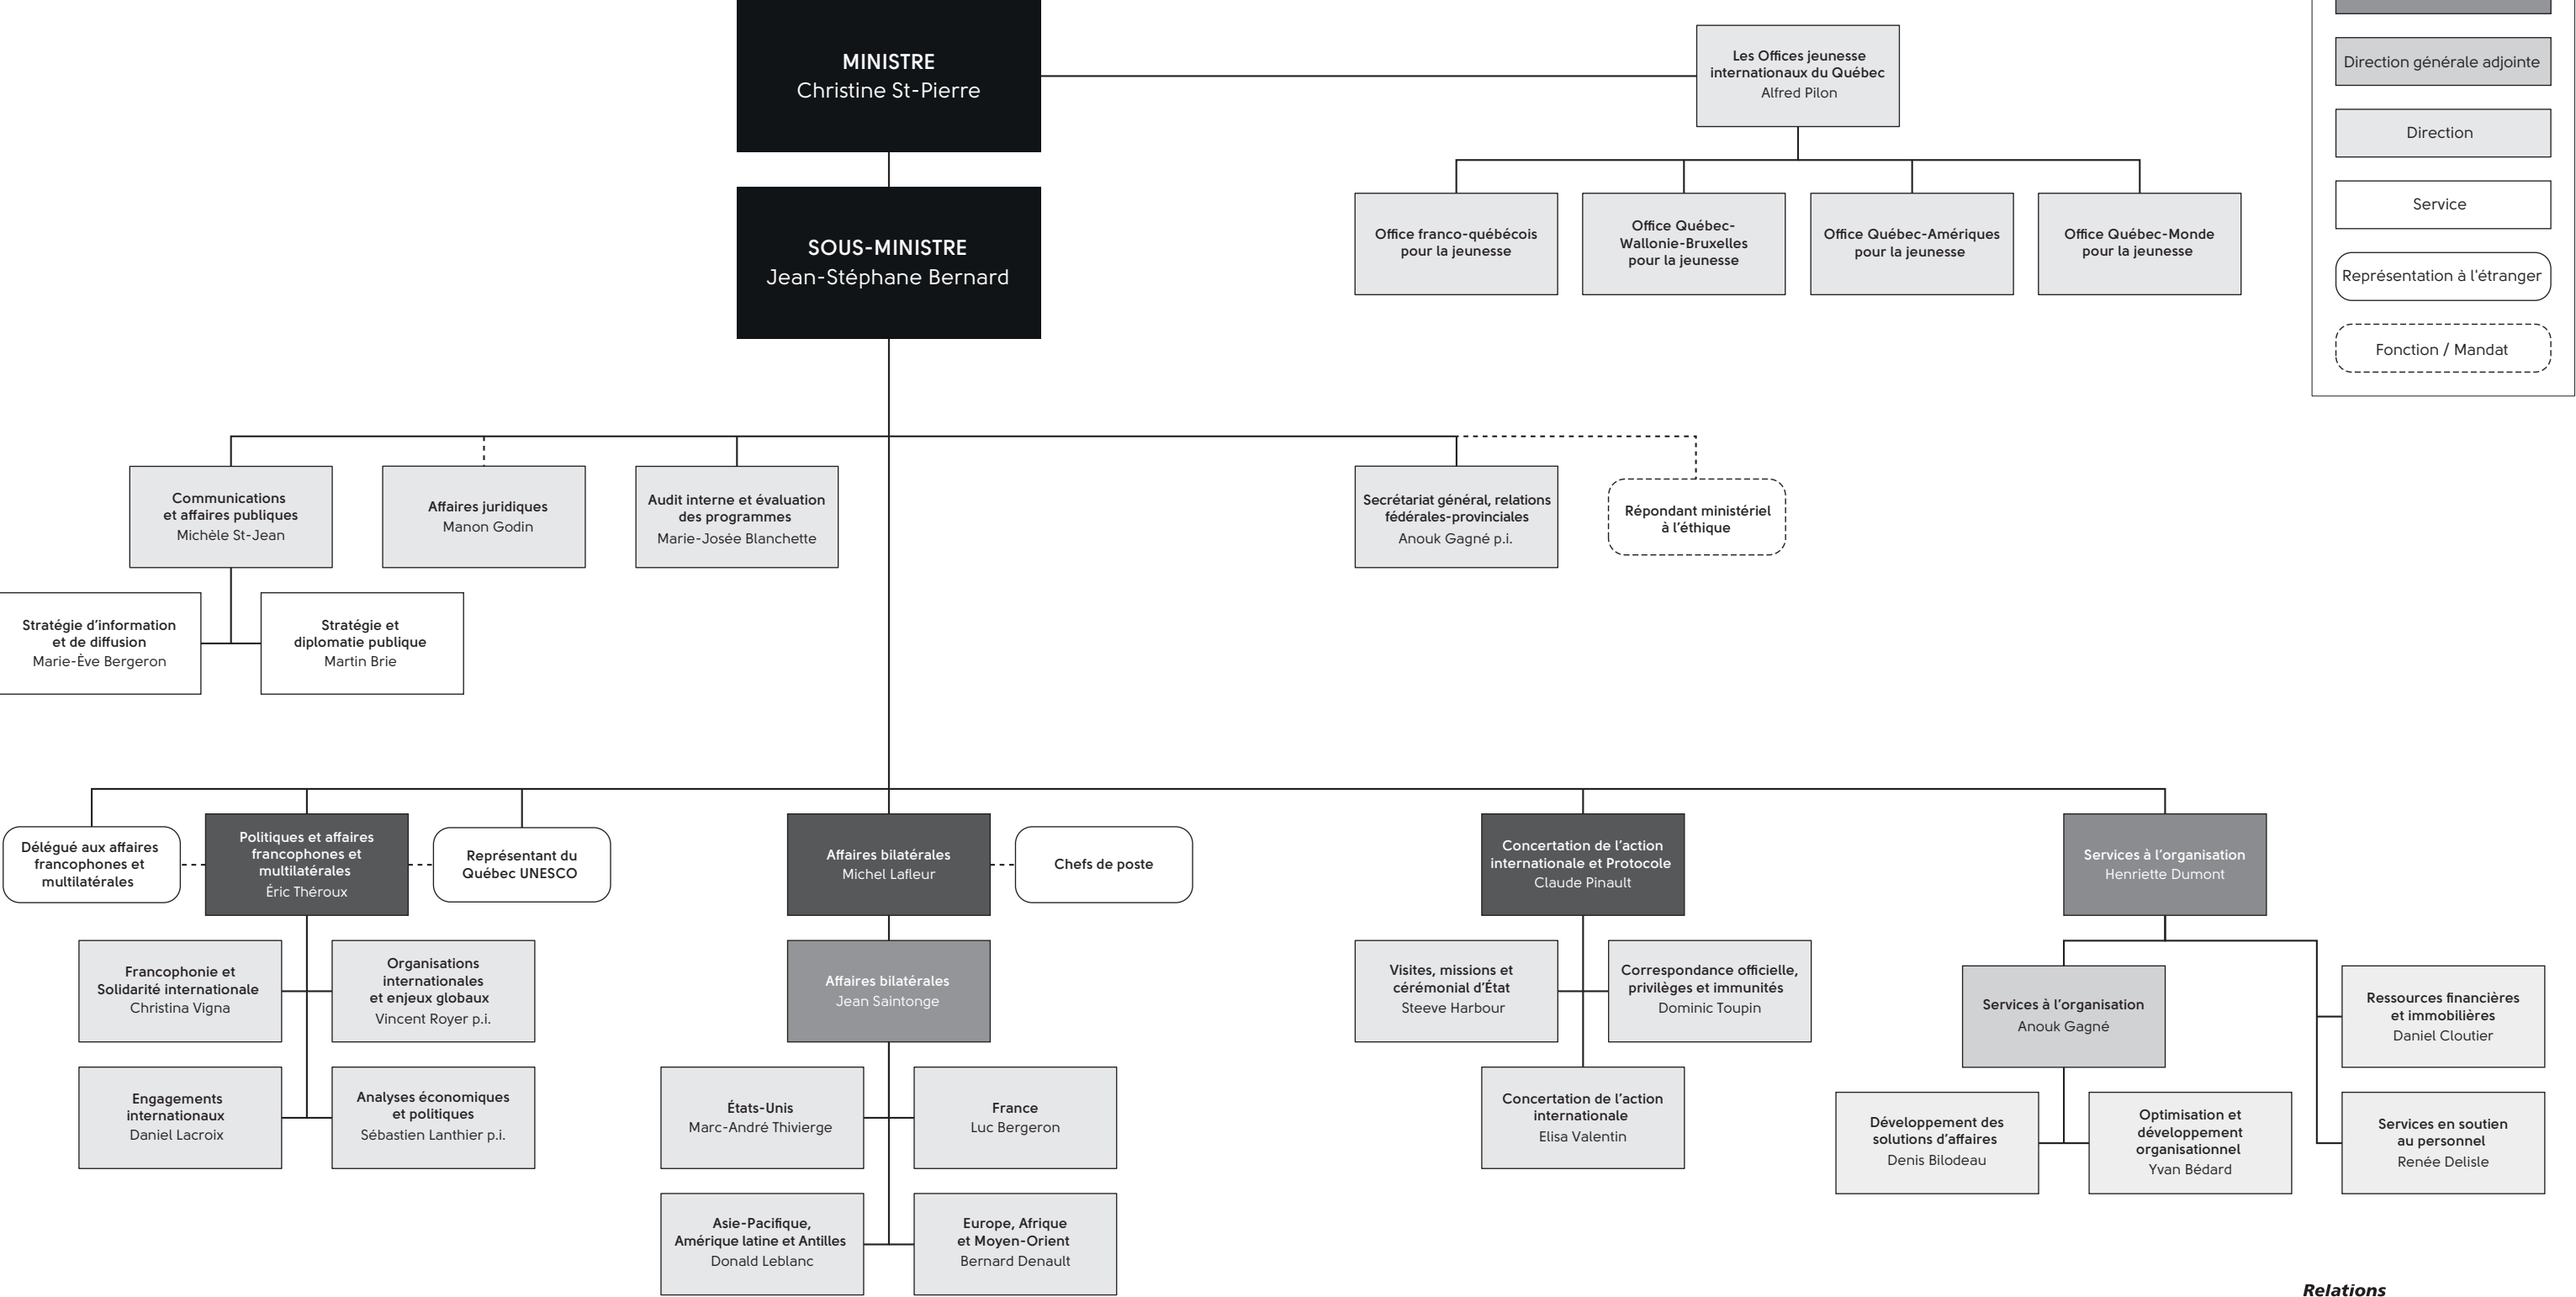 MINISTRE
Christine St-Pierre
Les Offices jeunesse
internationaux du Québec
Alfred Pilon
Direction générale adjointe
Direction
Service
Représentation à l'étranger
Fonction / Mandat
SOUS-MINISTRE
Jean-Stéphane Bernard
Office franco-québécois
pour la jeunesse
Office Québec-
Wallonie-Bruxelles
pour la jeunesse
Office Québec-Amériques
pour la jeunesse
Office Québec-Monde
pour la jeunesse
Communications
et affaires publiques
Michèle St-Jean
Affaires juridiques
Manon Godin
Audit interne et évaluation
des programmes
Marie-Josée Blanchette
Secrétariat général, relations
fédérales-provinciales
Anouk Gagné p.i.
Répondant ministériel
à l’éthique
Stratégie d’information
et de diffusion
Marie-Ève Bergeron
Stratégie et
diplomatie publique
Martin Brie
Délégué aux affaires
francophones et
multilatérales
Politiques et affaires
francophones et
multilatérales
Éric Théroux
Représentant du
Québec UNESCO
Affaires bilatérales
Michel Lafleur
Chefs de poste
Concertation de l’action
internationale et Protocole
Claude Pinault
Services à l’organisation
Henriette Dumont
Francophonie et
Solidarité internationale
Christina Vigna
Organisations
internationales
et enjeux globaux
Vincent Royer p.i.
Engagements
internationaux
Daniel Lacroix
Analyses économiques
et politiques
Sébastien Lanthier p.i.
Affaires bilatérales
Jean Saintonge
États-Unis
Marc-André Thivierge
France
Luc Bergeron
Asie-Pacifique,
Amérique latine et Antilles
Donald Leblanc
Europe, Afrique
et Moyen-Orient
Bernard Denault
Visites, missions et
cérémonial d’État
Steeve Harbour
Correspondance officielle,
privilèges et immunités
Dominic Toupin
Concertation de l’action
internationale
Elisa Valentin
Services à l’organisation
Anouk Gagné
Développement des
solutions d’affaires
Denis Bilodeau
Optimisation et
développement
organisationnel
Yvan Bédard
Ressources financières
et immobilières
Daniel Cloutier
Services en soutien
au personnel
Renée Delisle
Relations